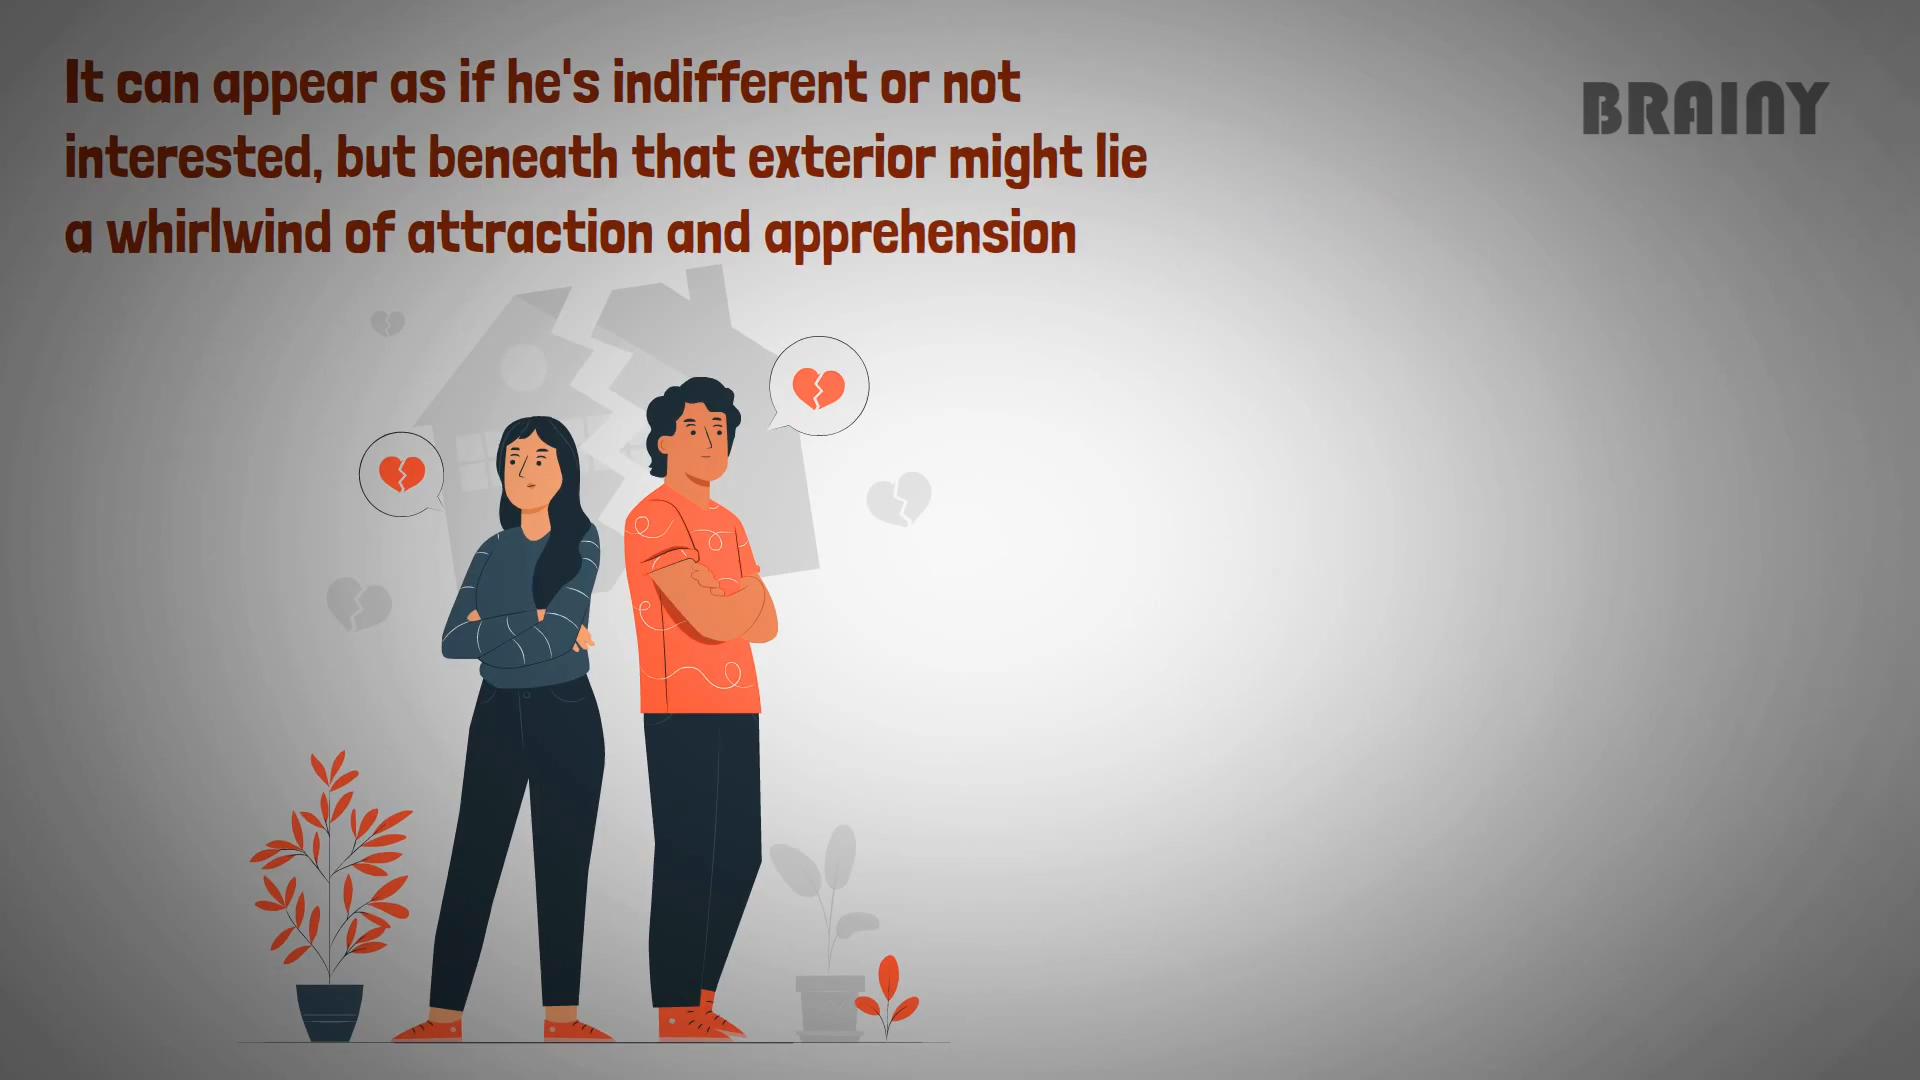 It can appear as if he's indifferent or not
interested, but beneath that exterior might lie
a whirlwind of attraction and apprehension
BRAINY